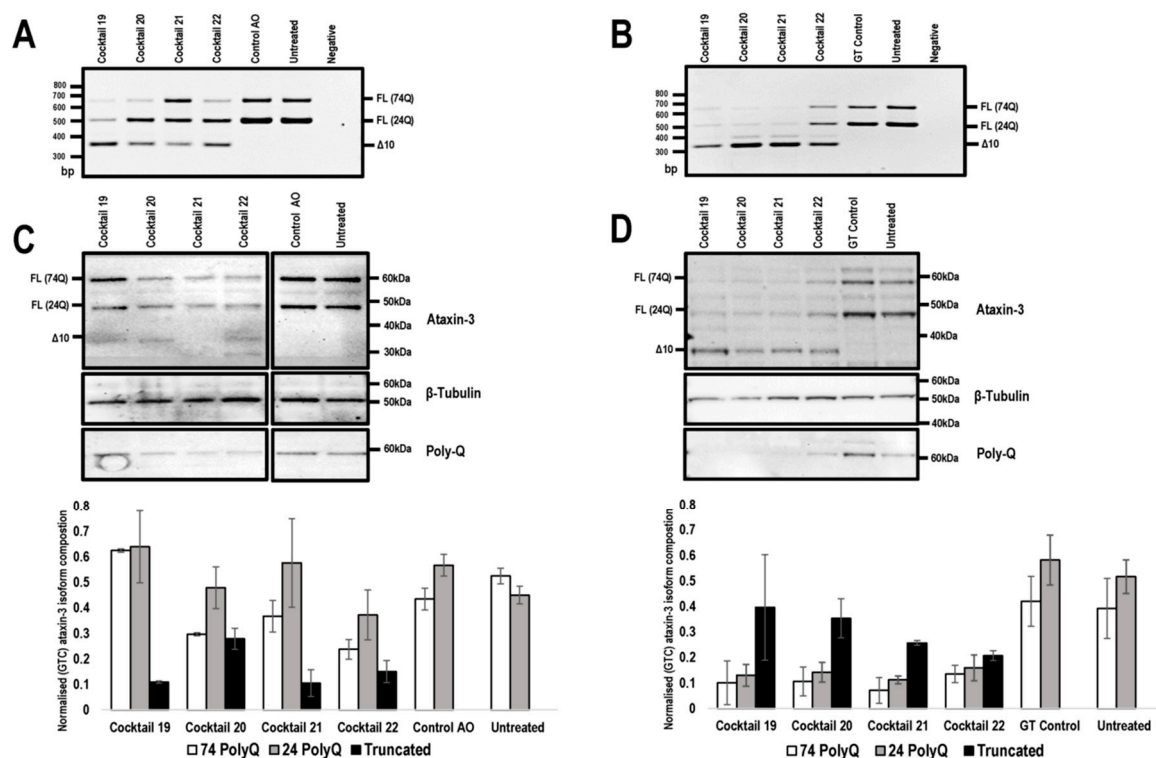 A
Cocktail 19
Cocktail 20
Cocktail 21
Cocktail 22
Control AO
Untreated
Negative
800
700
600
500
400
300
bp
FL (74Q)
FL (24Q)
Δ10
B
Cocktail 19
Cocktail 20
Cocktail 21
Cocktail 22
GT Control
Untreated
Negative
800
700
600
500
400
300
bp
FL (74Q)
FL (24Q)
Δ10
C
Cocktail 19
Cocktail 20
Cocktail 21
Cocktail 22
Control AO
Untreated
FL (74Q)
FL (24Q)
Δ10
60kDa
50kDa
40kDa
30kDa
Ataxin-3
60kDa
50kDa
β-Tubulin
60kDa
Poly-Q
Normalised (GTC) ataxin-3 isoform compostion
0.8
0.7
0.6
0.5
0.4
0.3
0.2
0.1
0
Cocktail 19 Cocktail 20 Cocktail 21 Cocktail 22 Control AO Untreated
74 PolyQ 24 PolyQ Truncated
D
Cocktail 19
Cocktail 20
Cocktail 21
Cocktail 22
GT Control
Untreated
FL (74Q)
FL (24Q)
Δ10
60kDa
50kDa
40kDa
Ataxin-3
60kDa
50kDa
40kDa
β-Tubulin
60kDa
Poly-Q
Normalised (GTC) ataxin-3 isoform compostion
0.8
0.7
0.6
0.5
0.4
0.3
0.2
0.1
0
Cocktail 19 Cocktail 20 Cocktail 21 Cocktail 22 GT Control Untreated
74 PolyQ 24 PolyQ Truncated